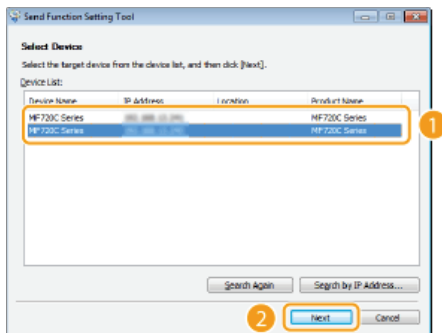 Send Function Setting Tool
Select Device
Select the target device from the device list, and then click [Next].
Device List:
Device Name IP Address Location Product Name
MF720C Series MF720C Series
MF720C Series MF720C Series
1
Search Again Search by IP Address...
2 Next Cancel